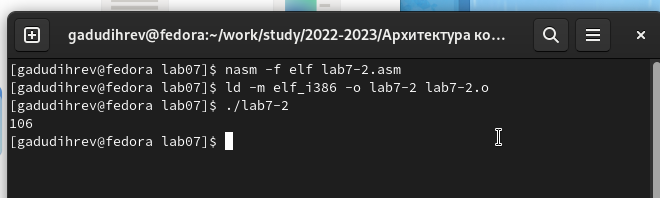 gadudihrev@fedora:~/work/study/2022-2023/Архитектура ко...
[gadudihrev@fedora lab07]$ nasm -f elf lab7-2.asm
[gadudihrev@fedora lab07]$ ld -m elf_i386 -o lab7-2 lab7-2.o
[gadudihrev@fedora lab07]$ ./lab7-2
106
[gadudihrev@fedora lab07]$